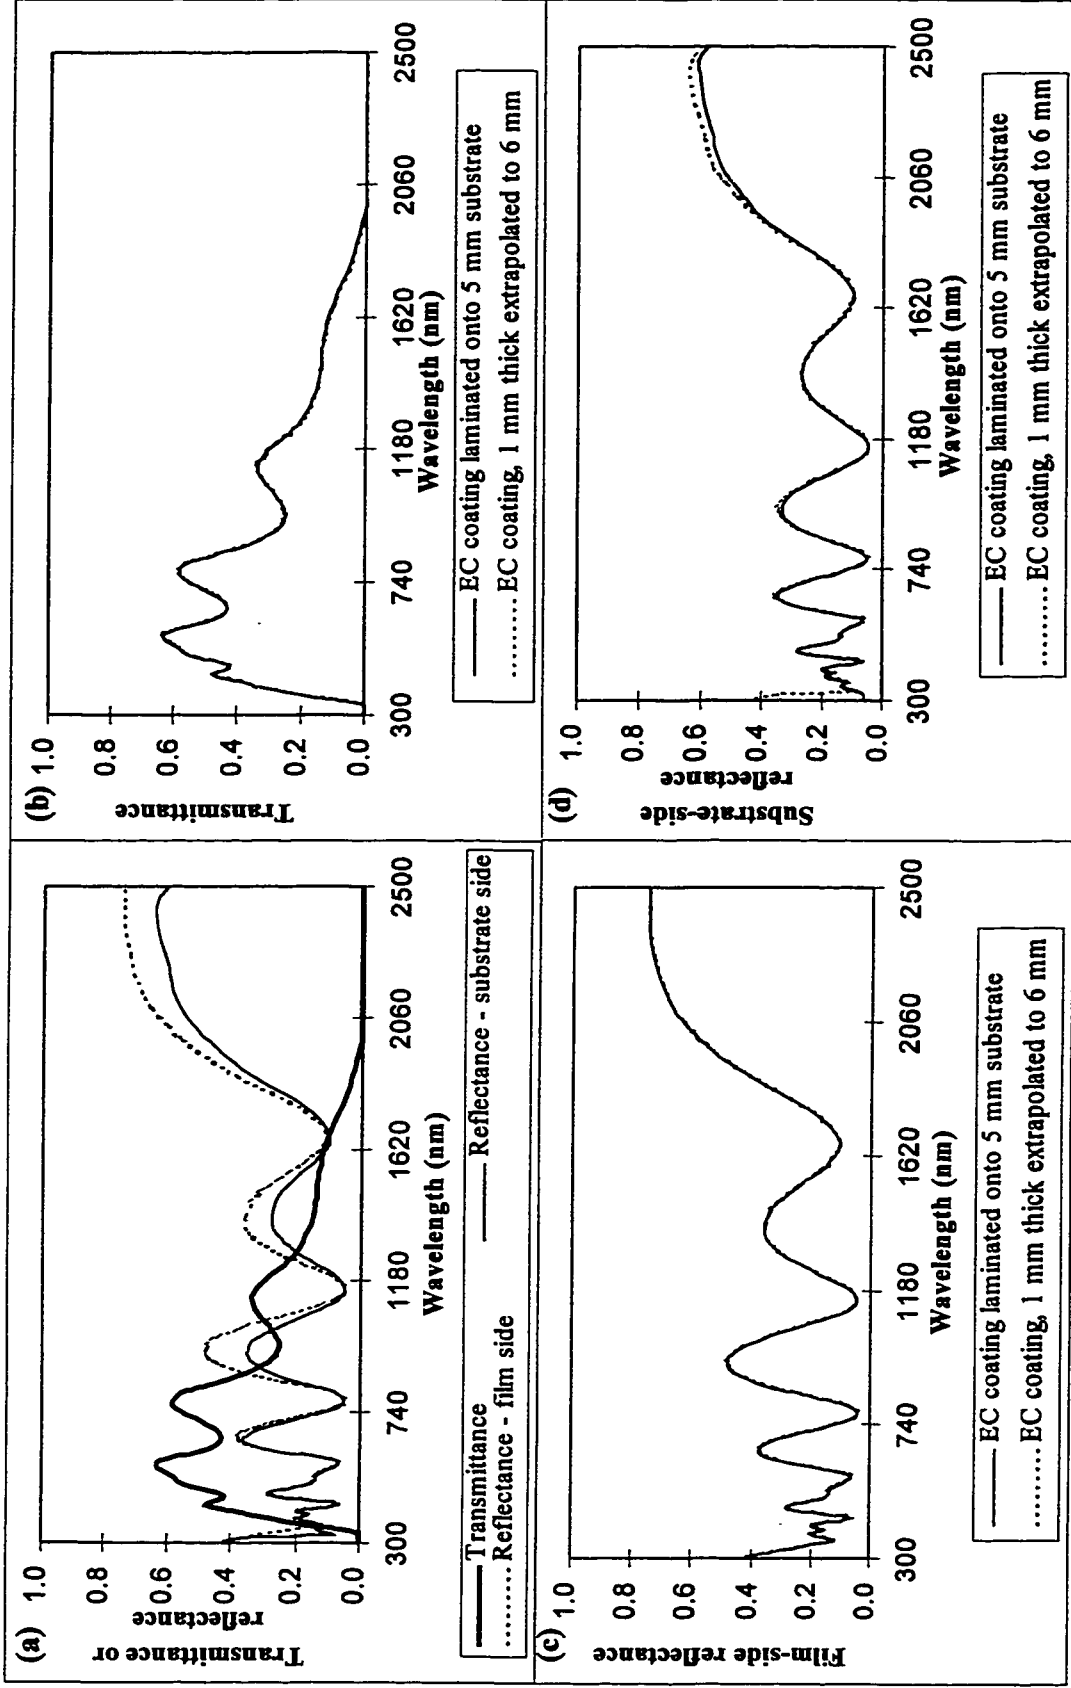 (a)
1.0
0.8
0.6
0.4
0.2
0.0
Transmittance or
reflectance
300
740
1180
1620
2060
2500
Wavelength (nm)
Transmittance
Reflectance - substrate side
Reflectance - film side
(b)
1.0
0.8
0.6
0.4
0.2
0.0
Transmittance
300
740
1180
1620
2060
2500
Wavelength (nm)
EC coating laminated onto 5 mm substrate
EC coating, 1 mm thick extrapolated to 6 mm
(c)
1.0
0.8
0.6
0.4
0.2
0.0
Film-side reflectance
300
740
1180
1620
2060
2500
Wavelength (nm)
EC coating laminated onto 5 mm substrate
EC coating, 1 mm thick extrapolated to 6 mm
(d)
1.0
0.8
0.6
0.4
0.2
0.0
Substrate-side
reflectance
300
740
1180
1620
2060
2500
Wavelength (nm)
EC coating laminated onto 5 mm substrate
EC coating, 1 mm thick extrapolated to 6 mm